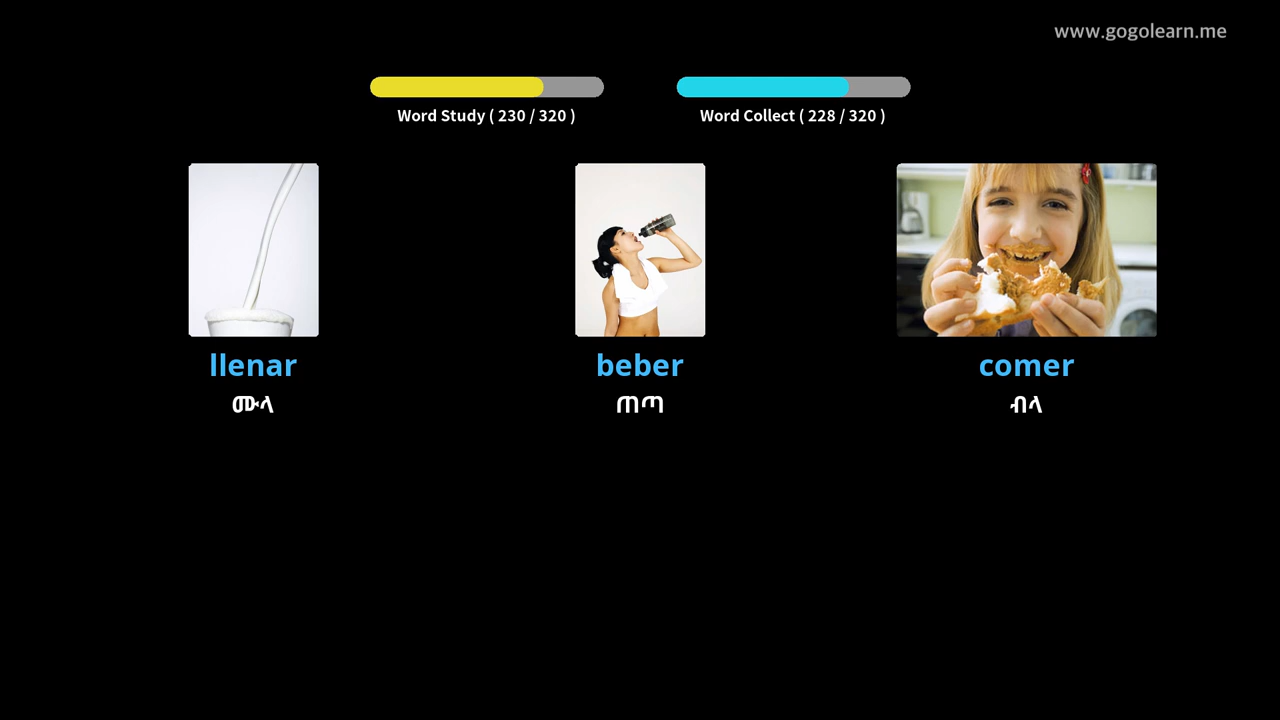 www.gogolearn.me
Word Study ( 230 / 320 )
Word Collect ( 228 / 320 )
llenar
ሙላ
beber
ጠጣ
comer
ብላ